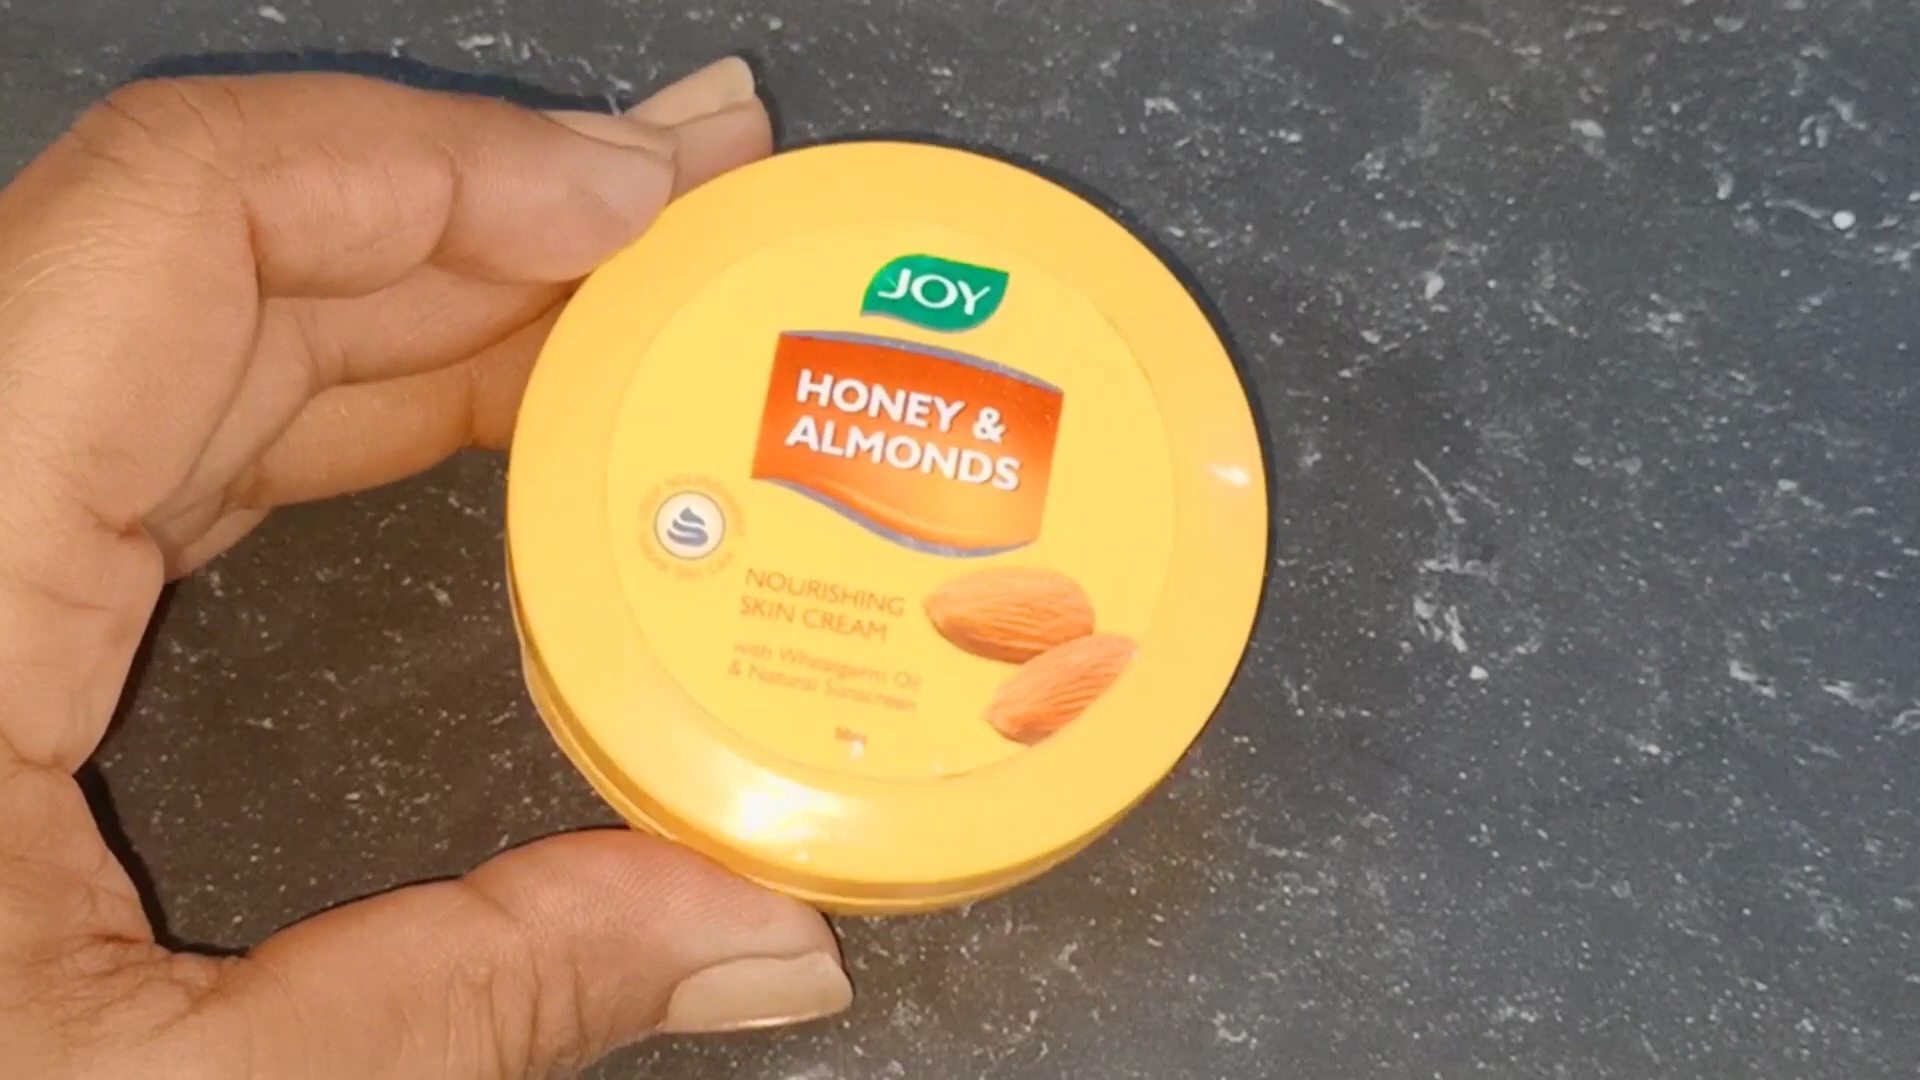 JOY
HONEY &
ALMONDS
NOURISHING
SKIN CREAM
with Wheatgerm Oil
& Natural Sunscreen